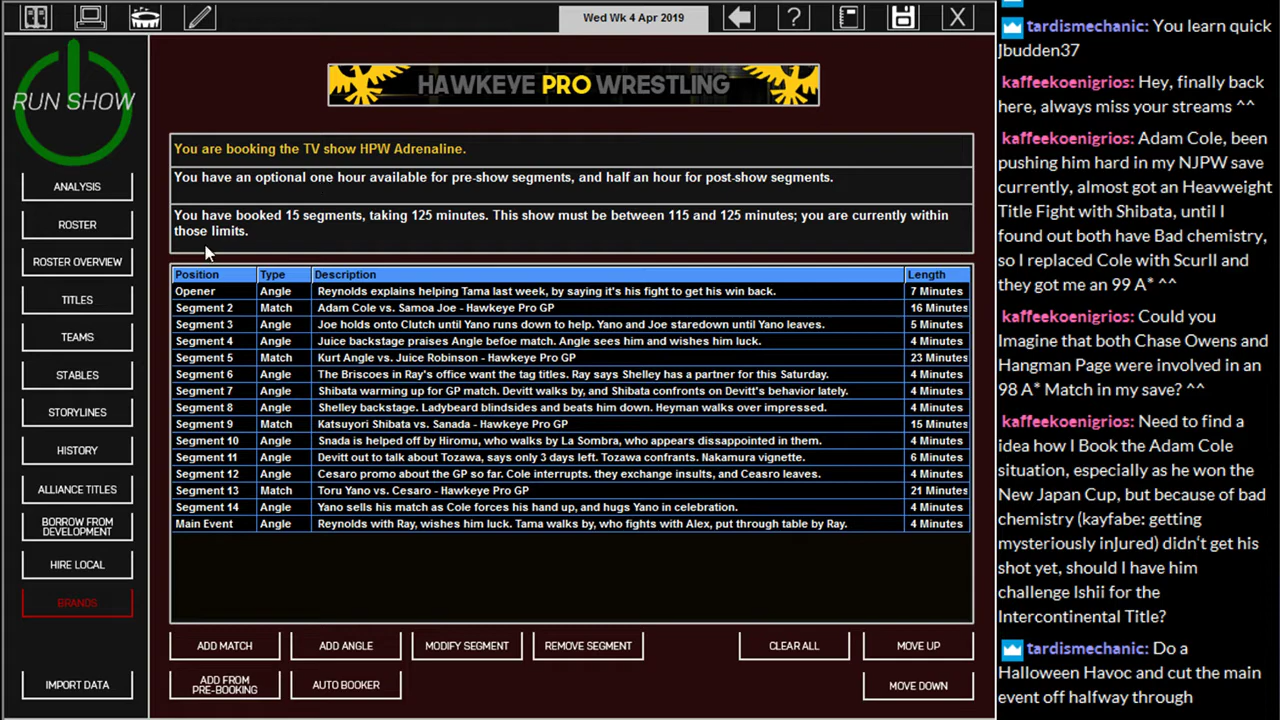 Wed Wk 4 Apr 2019
?
X
RUN SHOW
ANALYSIS
ROSTER
ROSTER OVERVIEW
TITLES
TEAMS
STABLES
STORYLINES
HISTORY
ALLIANCE TITLES
BORROW FROM
DEVELOPMENT
HIRE LOCAL
BRANDS
IMPORT DATA
HAWKEYE PRO WRESTLING
You are booking the TV show HPW Adrenaline.
You have an optional one hour available for pre-show segments, and half an hour for post-show segments.
You have booked 15 segments, taking 125 minutes. This show must be between 115 and 125 minutes; you are currently within
those limits.
Position Type Description Length
Opener Angle Reynolds explains helping Tama last week, by saying it's his fight to get his win back. 7 Minutes
Segment 2 Match Adam Cole vs. Samoa Joe - Hawkeye Pro GP 16 Minutes
Segment 3 Angle Joe holds onto Clutch until Yano runs down to help. Yano and Joe staredown until Yano leaves. 5 Minutes
Segment 4 Angle Juice backstage praises Angle befoe match. Angle sees him and wishes him luck. 4 Minutes
Segment 5 Match Kurt Angle vs. Juice Robinson - Hawkeye Pro GP 23 Minutes
Segment 6 Angle The Briscoes in Ray's office want the tag titles. Ray says Shelley has a partner for this Saturday. 4 Minutes
Segment 7 Angle Shibata warming up for GP match. Devitt walks by, and Shibata confronts on Devitt's behavior lately. 4 Minutes
Segment 8 Angle Shelley backstage. Ladybeard blindsides and beats him down. Heyman walks over impressed. 4 Minutes
Segment 9 Match Katsuyori Shibata vs. Sanada - Hawkeye Pro GP 15 Minutes
Segment 10 Angle Snada is helped off by Hiromu, who walks by La Sombra, who appears dissappointed in them. 4 Minutes
Segment 11 Angle Devitt out to talk about Tozawa, says only 3 days left. Tozawa confrants. Nakamura vignette. 6 Minutes
Segment 12 Angle Cesaro promo about the GP so far. Cole interrupts. they exchange insults, and Ceasro leaves. 4 Minutes
Segment 13 Match Toru Yano vs. Cesaro - Hawkeye Pro GP 21 Minutes
Segment 14 Angle Yano sells his match as Cole forces his hand up, and hugs Yano in celebration. 4 Minutes
Main Event Angle Reynolds with Ray, wishes him luck. Tama walks by, who fights with Alex, put through table by Ray. 4 Minutes
ADD MATCH ADD ANGLE MODIFY SEGMENT REMOVE SEGMENT CLEAR ALL MOVE UP
ADD FROM
PRE-BOOKING
AUTO BOOKER MOVE DOWN
tardismechanic: You learn quick
Jbudden37
kaffeekoenigrios: Hey, finally back
here, always miss your streams ^^
kaffeekoenigrios: Adam Cole, been
pushing him hard in my NJPW save
currently, almost got an Heavweight
Title Fight with Shibata, until I
found out both have Bad chemistry,
so I replaced Cole with Scurll and
they got me an 99 A* ^^
kaffeekoenigrios: Could you
Imagine that both Chase Owens and
Hangman Page were involved in an
98 A* Match in my save? ^^
kaffeekoenigrios: Need to find a
idea how I Book the Adam Cole
situation, especially as he won the
New Japan Cup, but because of bad
chemistry (kayfabe: getting
mysteriously injured) didn't get his
shot yet, should I have him
challenge Ishii for the
Intercontinental Title?
tardismechanic: Do a
Halloween Havoc and cut the main
event off halfway through